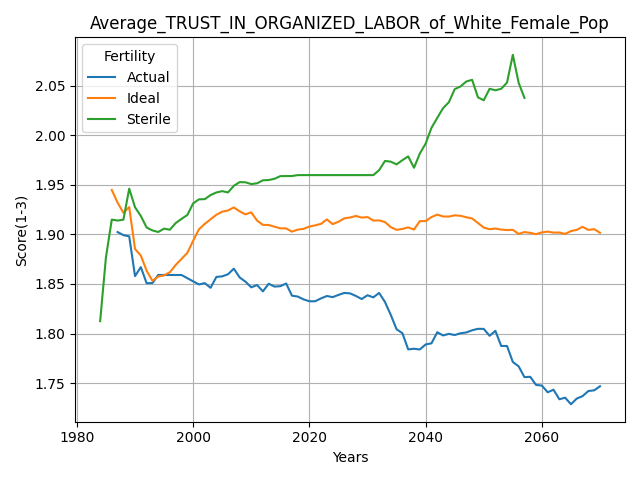 Average_TRUST_IN_ORGANIZED_LABOR_of_White_Female_Pop
Fertility
Actual
Ideal
Sterile
Score(1-3)
2.05
2.00
1.95
1.90
1.85
1.80
1.75
1980 2000 2020 2040 2060
Years